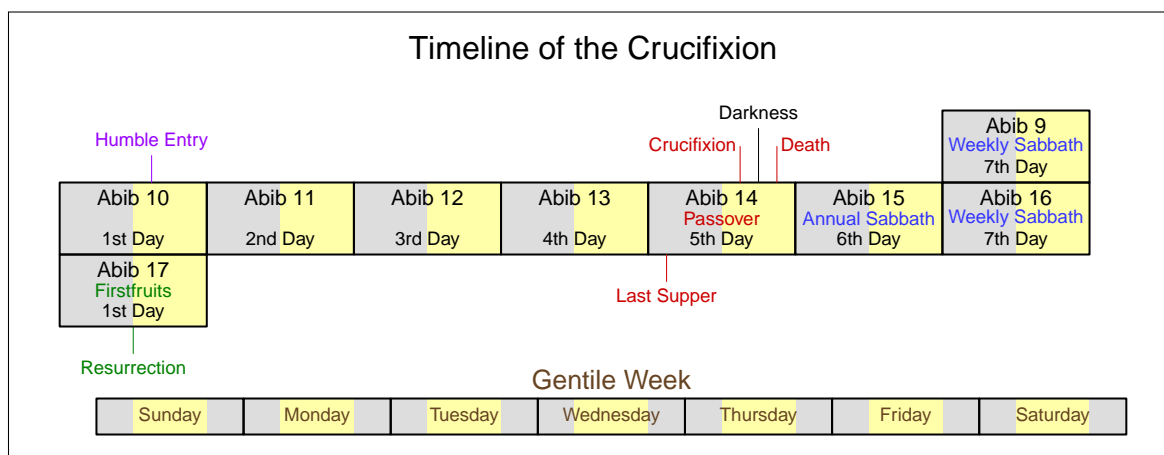 Timeline of the Crucifixion
Darkness
Humble Entry
Crucifixion
Death
Abib 9
Weekly Sabbath
7th Day
Abib 10
1st Day
Abib 11
2nd Day
Abib 12
3rd Day
Abib 13
4th Day
Abib 14
Passover
5th Day
Abib 15
Annual Sabbath
6th Day
Abib 16
Weekly Sabbath
7th Day
Abib 17
Firstfruits
1st Day
Last Supper
Resurrection
Gentile Week
Sunday
Monday
Tuesday
Wednesday
Thursday
Friday
Saturday